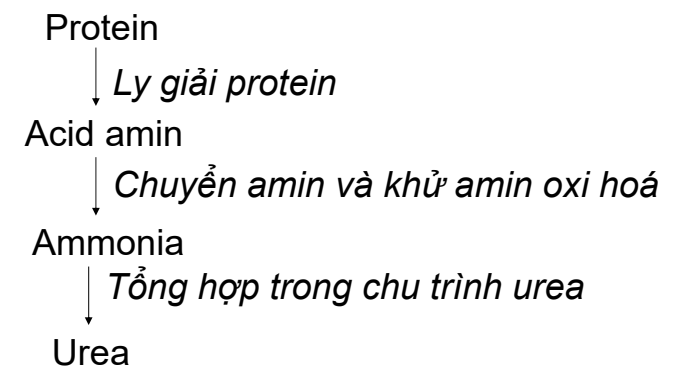 Protein
Ly giải protein
Acid amin
Chuyển amin và khử amin oxi hoá
Ammonia
Tổng hợp trong chu trình urea
Urea